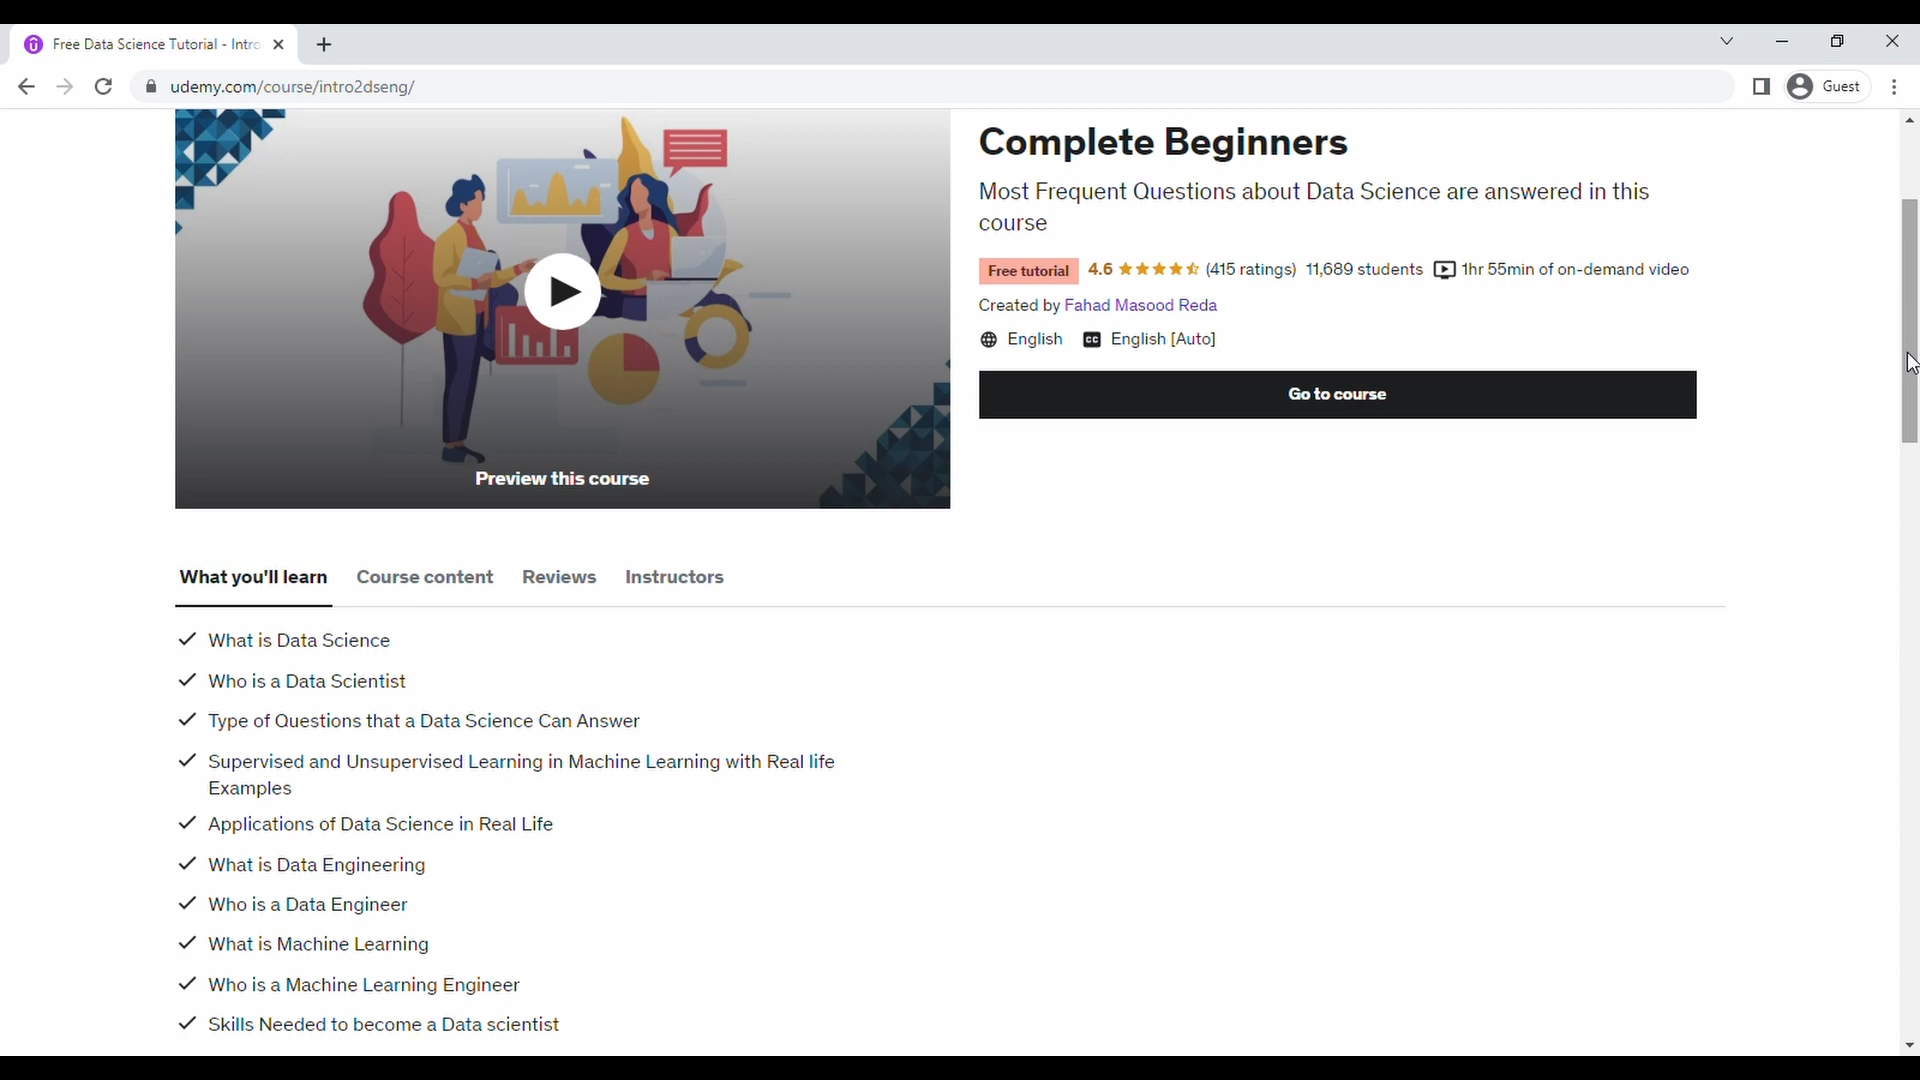 Free Data Science Tutorial - Intro
udemy.com/course/intro2dseng/
Guest
Complete Beginners
Most Frequent Questions about Data Science are answered in this
course
Free tutorial 4.6 (415 ratings) 11,689 students 1hr 55min of on-demand video
Created by Fahad Masood Reda
English CC English [Auto]
Go to course
Preview this course
What you'll learn Course content Reviews Instructors
What is Data Science
Who is a Data Scientist
Type of Questions that a Data Science Can Answer
Supervised and Unsupervised Learning in Machine Learning with Real life
Examples
Applications of Data Science in Real Life
What is Data Engineering
Who is a Data Engineer
What is Machine Learning
Who is a Machine Learning Engineer
Skills Needed to become a Data scientist